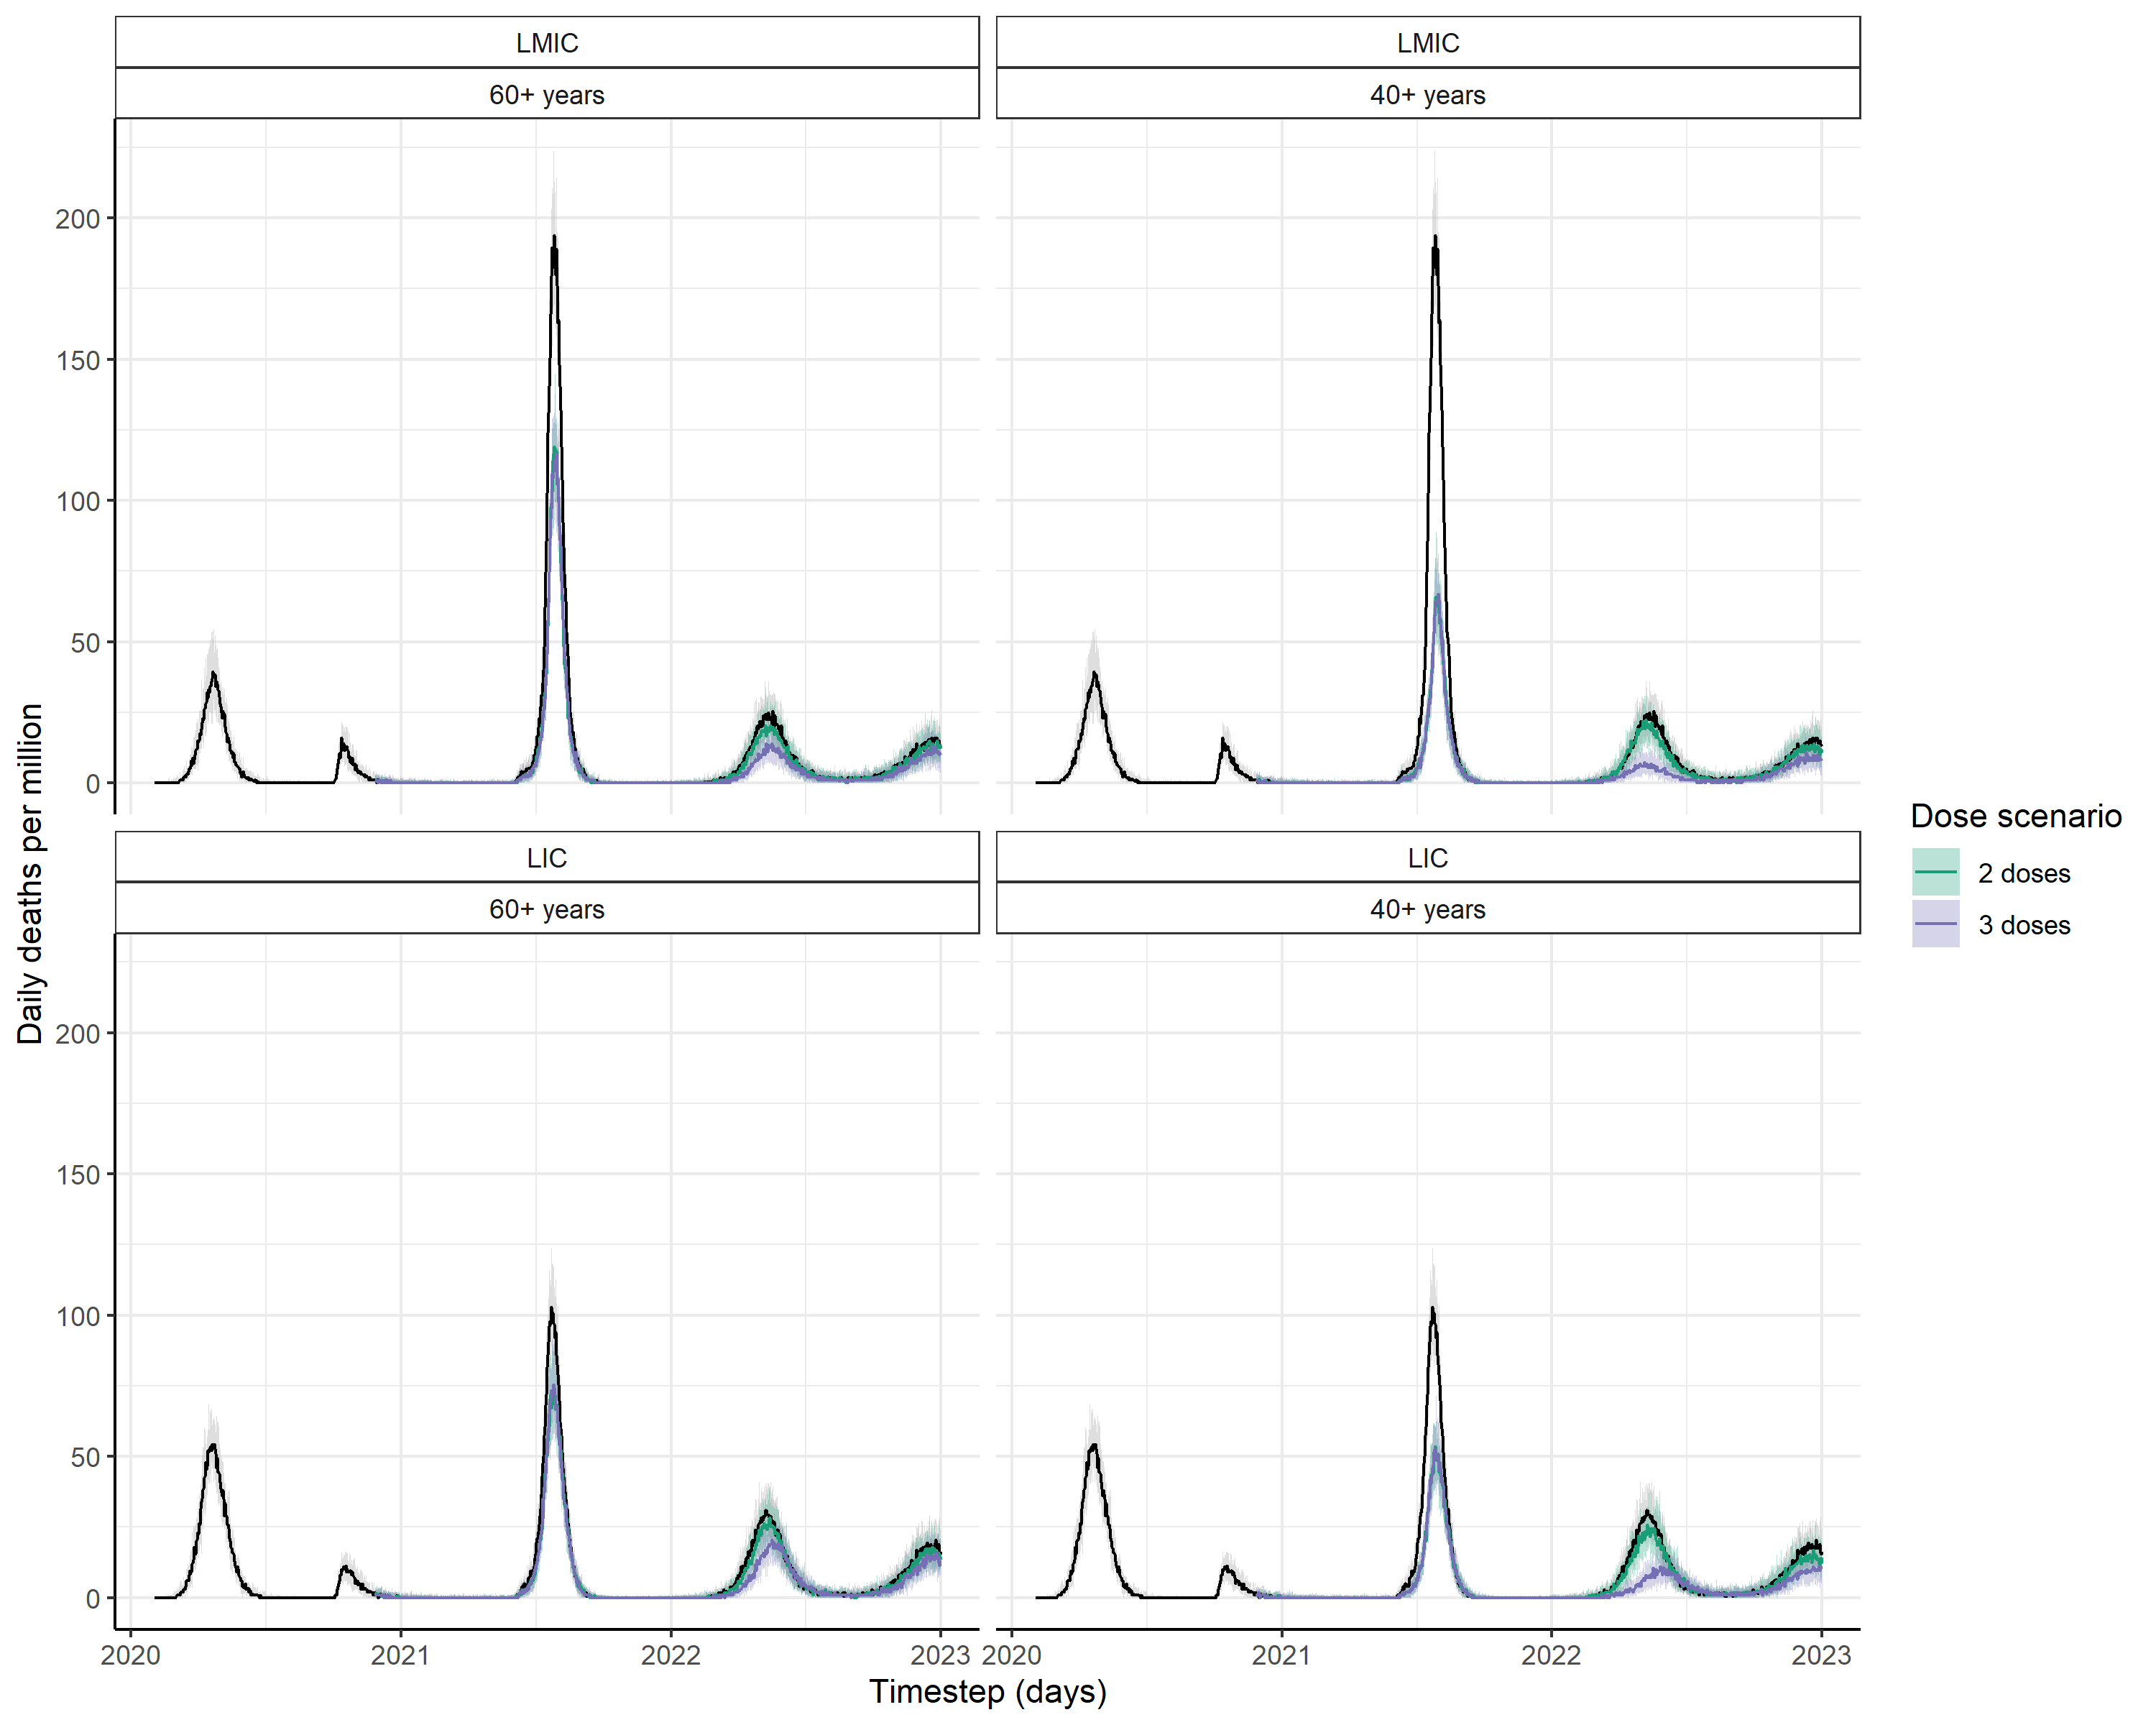 LMIC
LMIC
60+ years
40+ years
200
150
100
50
0
LIC
LIC
60+ years
40+ years
200
150
100
50
0
2020
2021
2022
2023
2020
2021
2022
2023
Timestep (days)
Daily deaths per million
Dose scenario
2 doses
3 doses